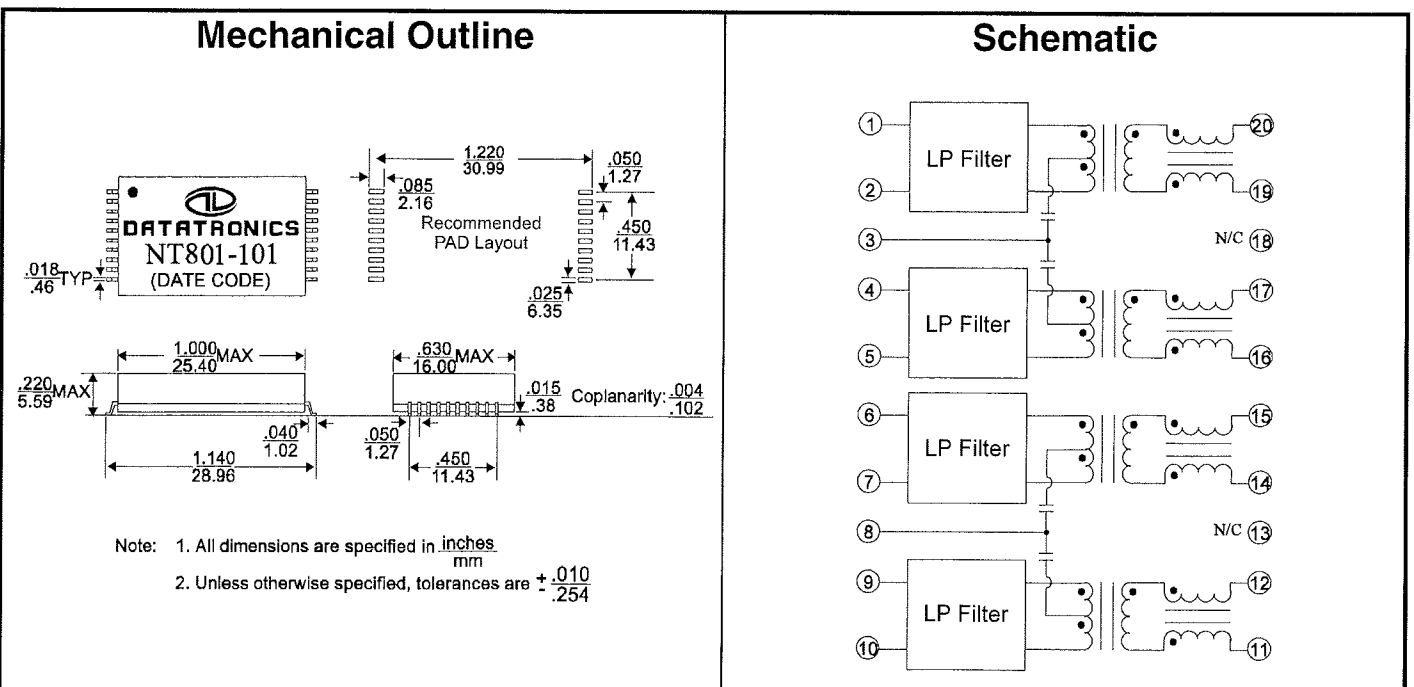 Mechanical Outline
1.220
30.99
.050
1.27
.085
2.16
Recommended
PAD Layout
.450
11.43
DATATRONICS
NT801-101
(DATE CODE)
.018
.46
TYP
.025
6.35
1.000
25.40
MAX
.630
16.00
MAX
.220
5.59
MAX
.015
.38
Coplanarity: .004
.102
.040
1.02
.050
1.27
1.140
28.96
.450
11.43
Note: 1. All dimensions are specified in inches
mm
2. Unless otherwise specified, tolerances are + .010
- .254
Schematic
1
LP Filter
20
2
19
3
N/C 18
4
LP Filter
17
5
16
6
LP Filter
15
7
14
8
N/C 13
9
LP Filter
12
10
11